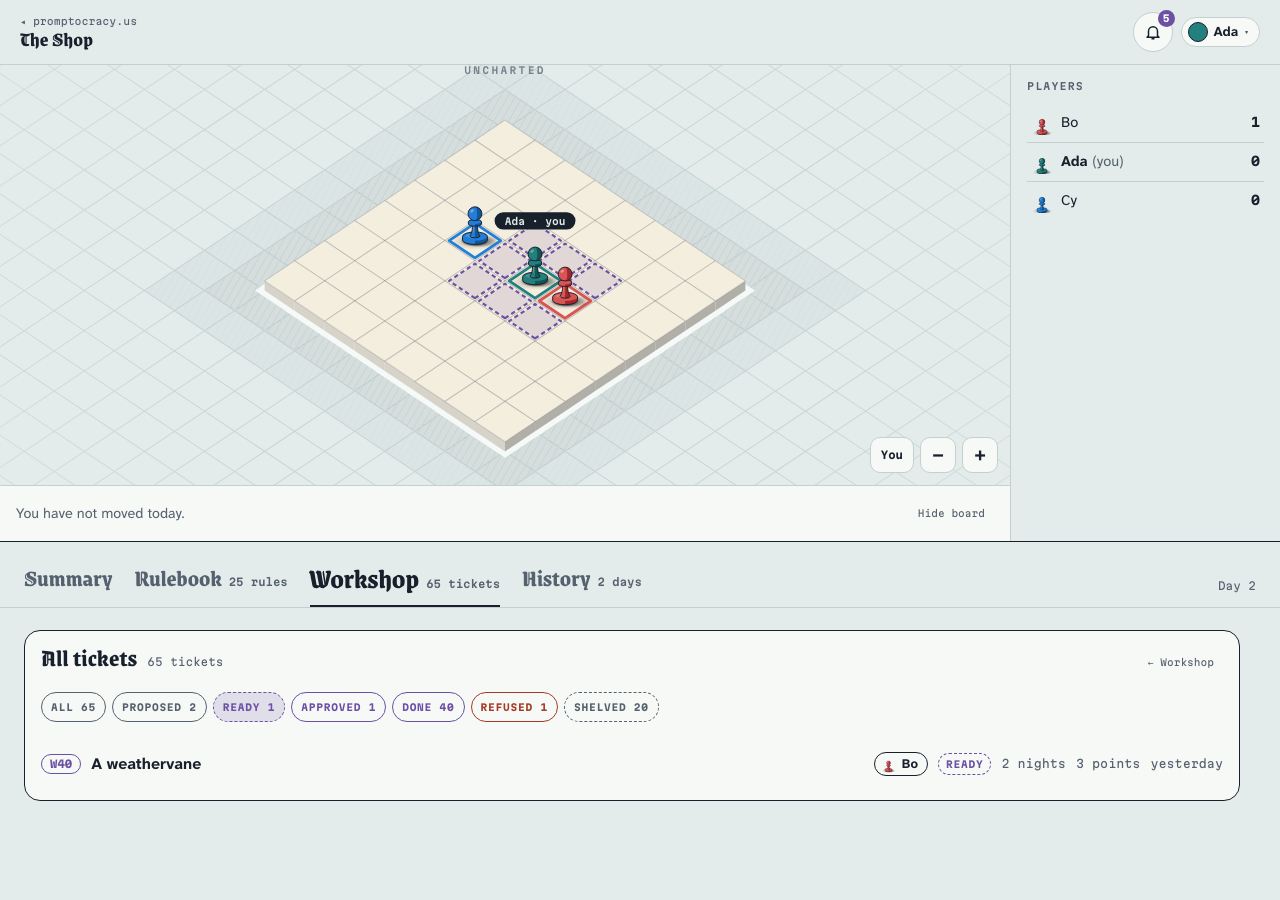 ◂ promptocracy.us
The Shop
5
Ada ▾
UNCHARTED
Ada · you
You
−
+
PLAYERS
Bo 1
Ada (you) 0
Cy 0
You have not moved today.
Hide board
Summary
Rulebook 25 rules
Workshop 65 tickets
History 2 days
Day 2
All tickets 65 tickets
← Workshop
ALL 65
PROPOSED 2
READY 1
APPROVED 1
DONE 40
REFUSED 1
SHELVED 20
W40 A weathervane
Bo READY 2 nights 3 points yesterday